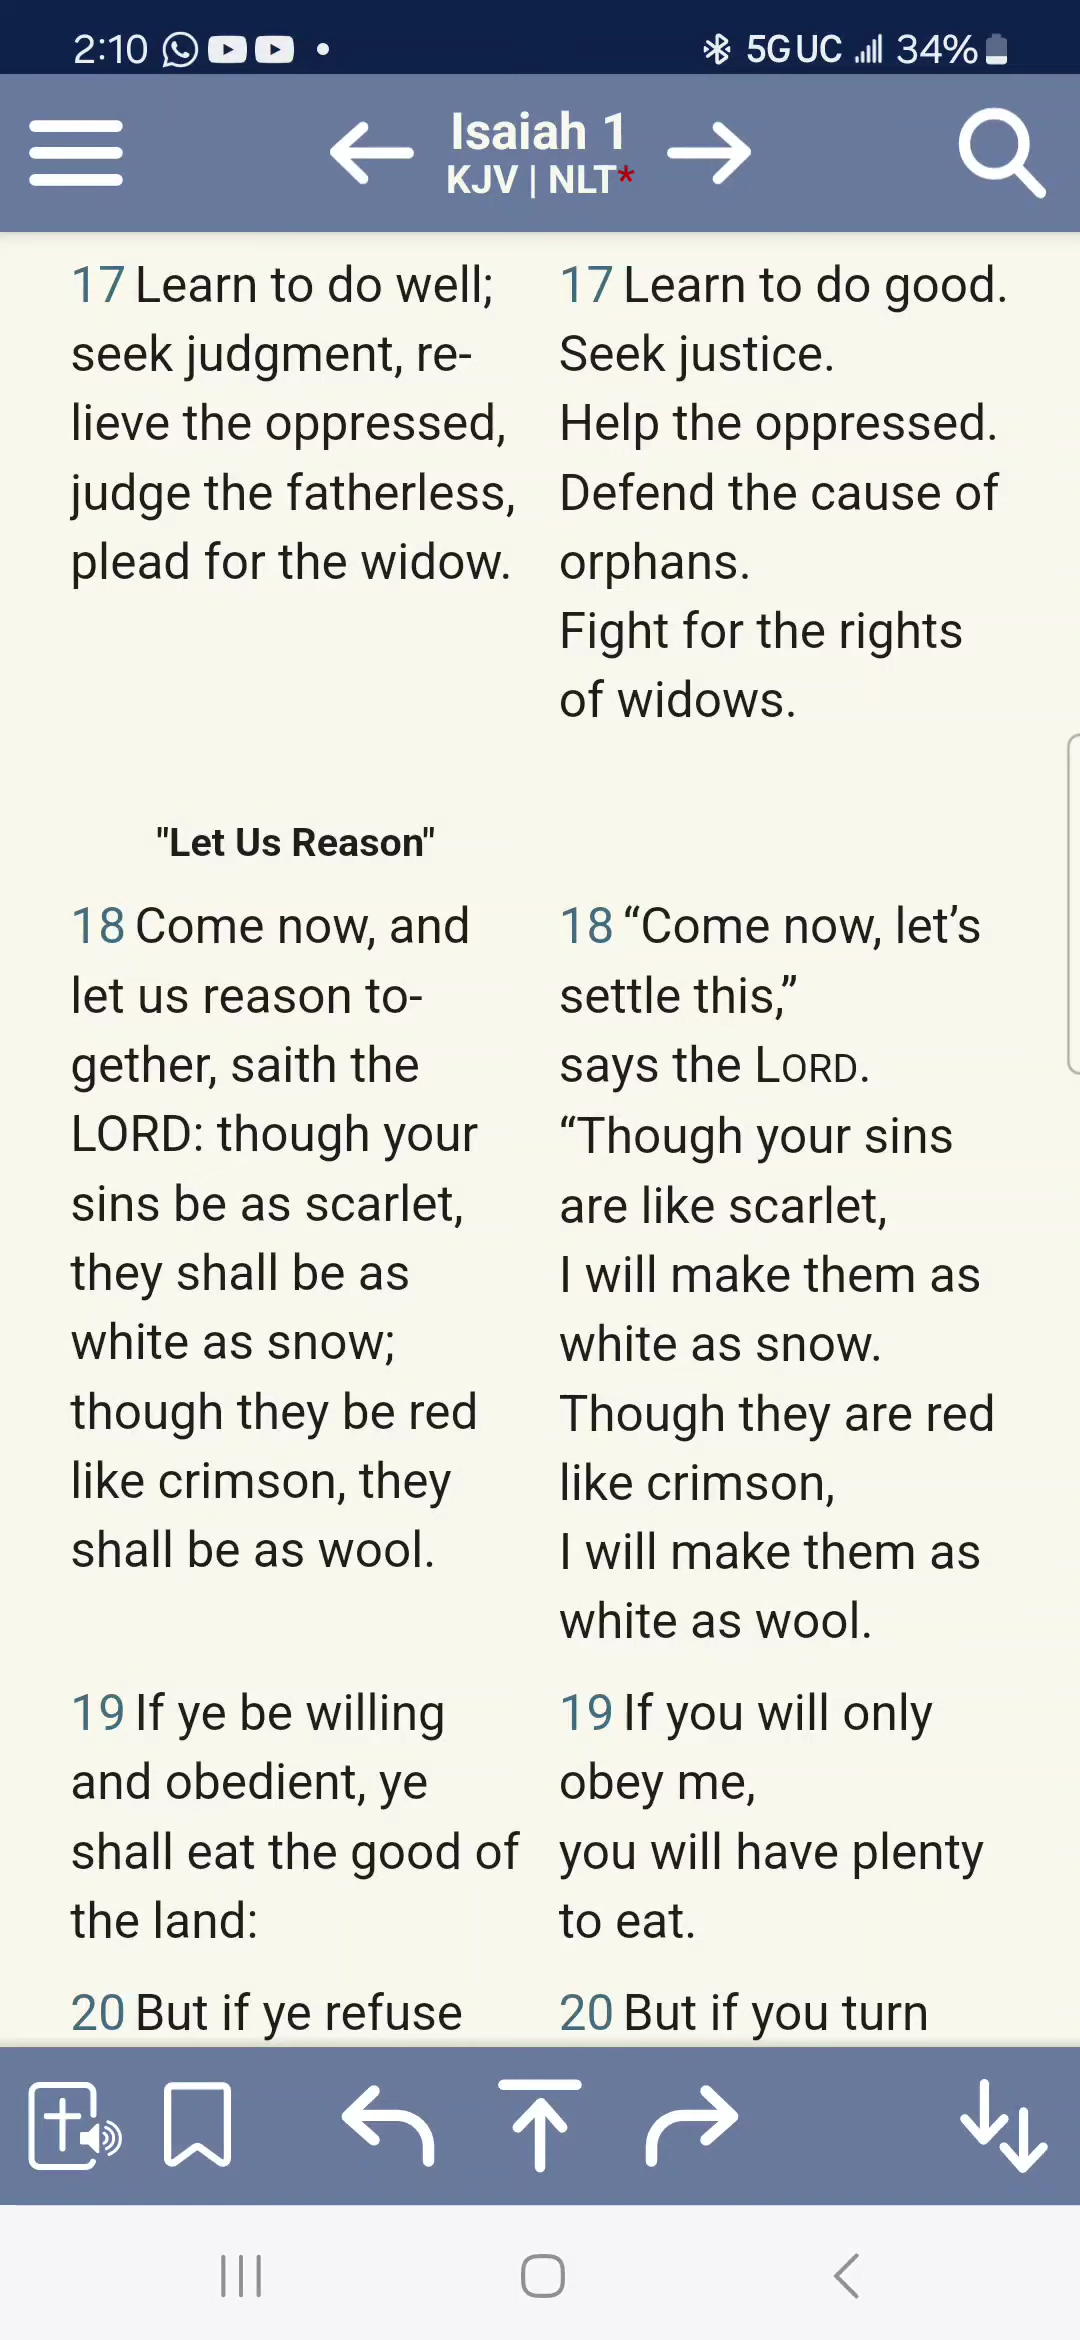 2:10
5G UC 34%
Isaiah 1
KJV | NLT*
17 Learn to do well;
seek judgment, re-
lieve the oppressed,
judge the fatherless,
plead for the widow.
17 Learn to do good.
Seek justice.
Help the oppressed.
Defend the cause of
orphans.
Fight for the rights
of widows.
"Let Us Reason"
18 Come now, and
let us reason to-
gether, saith the
LORD: though your
sins be as scarlet,
they shall be as
white as snow;
though they be red
like crimson, they
shall be as wool.
18 “Come now, let’s
settle this,”
says the LORD.
“Though your sins
are like scarlet,
I will make them as
white as snow.
Though they are red
like crimson,
I will make them as
white as wool.
19 If ye be willing
and obedient, ye
shall eat the good of
the land:
19 If you will only
obey me,
you will have plenty
to eat.
20 But if ye refuse
20 But if you turn